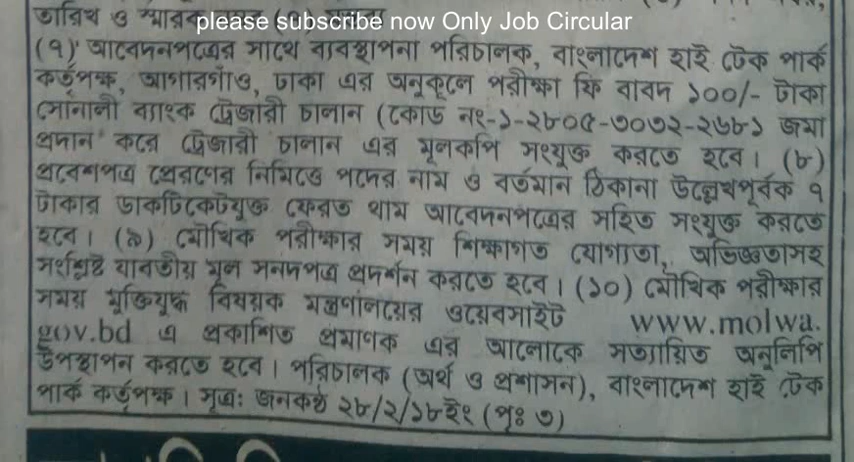 তারিখ ও স্মারক
please subscribe now Only Job Circular
(৭) আবেদনপত্রের সাথে ব্যবস্থাপনা পরিচালক, বাংলাদেশ হাই টেক পার্ক
কর্তৃপক্ষ, আগারগাঁও, ঢাকা এর অনুকূলে পরীক্ষা ফি বাবদ ১০০/- টাকা
সোনালী ব্যাংক ট্রেজারী চালান (কোড নং-১-২৮০৫-৩০৩২-২৬৮১ জমা
প্রদান করে ট্রেজারী চালান এর মূলকপি সংযুক্ত করতে হবে। (৮)
প্রবেশপত্র প্রেরণের নিমিত্তে পদের নাম ও বর্তমান ঠিকানা উল্লেখপূর্বক ৭
টাকার ডাকটিকেটযুক্ত ফেরত খাম আবেদনপত্রের সহিত সংযুক্ত করতে
হবে। (৯) মৌখিক পরীক্ষার সময় শিক্ষাগত যোগ্যতা, অভিজ্ঞতাসহ
সংশ্লিষ্ট যাবতীয় মূল সনদপত্র প্রদর্শন করতে হবে। (১০) মৌখিক পরীক্ষার
সময় মুক্তিযুদ্ধ বিষয়ক মন্ত্রণালয়ের ওয়েবসাইট www.molwa.
gov.bd এ প্রকাশিত প্রমাণক এর আলোকে সত্যায়িত অনুলিপি
উপস্থাপন করতে হবে। পরিচালক (অর্থ ও প্রশাসন), বাংলাদেশ হাই টেক
পার্ক কর্তৃপক্ষ। সূত্র: জনকণ্ঠ ২৮/২/১৮ইং (পৃঃ ৩)